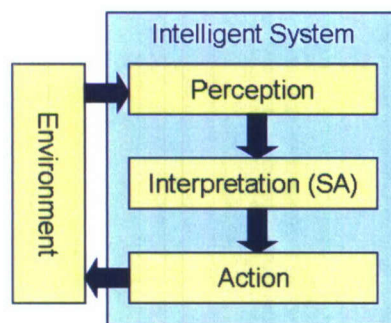 Intelligent System
Environment
Perception
Interpretation (SA)
Action